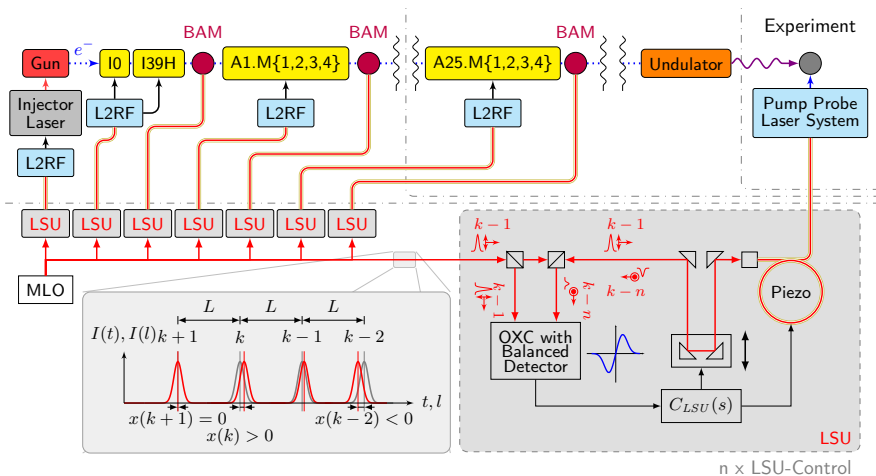 Experiment
BAM
BAM
BAM
Gun
e⁻
I0
I39H
A1.M{1,2,3,4}
A25.M{1,2,3,4}
Undulator
Injector
Laser
L2RF
L2RF
L2RF
L2RF
Pump Probe
Laser System
LSU
LSU
LSU
LSU
LSU
LSU
LSU
MLO
k−1
k−1
k−n
k−1
k−n
Piezo
OXC with
Balanced
Detector
C_{LSU}(s)
LSU
L
L
L
I(t), I(l)
k+1
k
k−1
k−2
t, l
x(k+1) = 0
x(k−2) < 0
x(k) > 0
n x LSU-Control